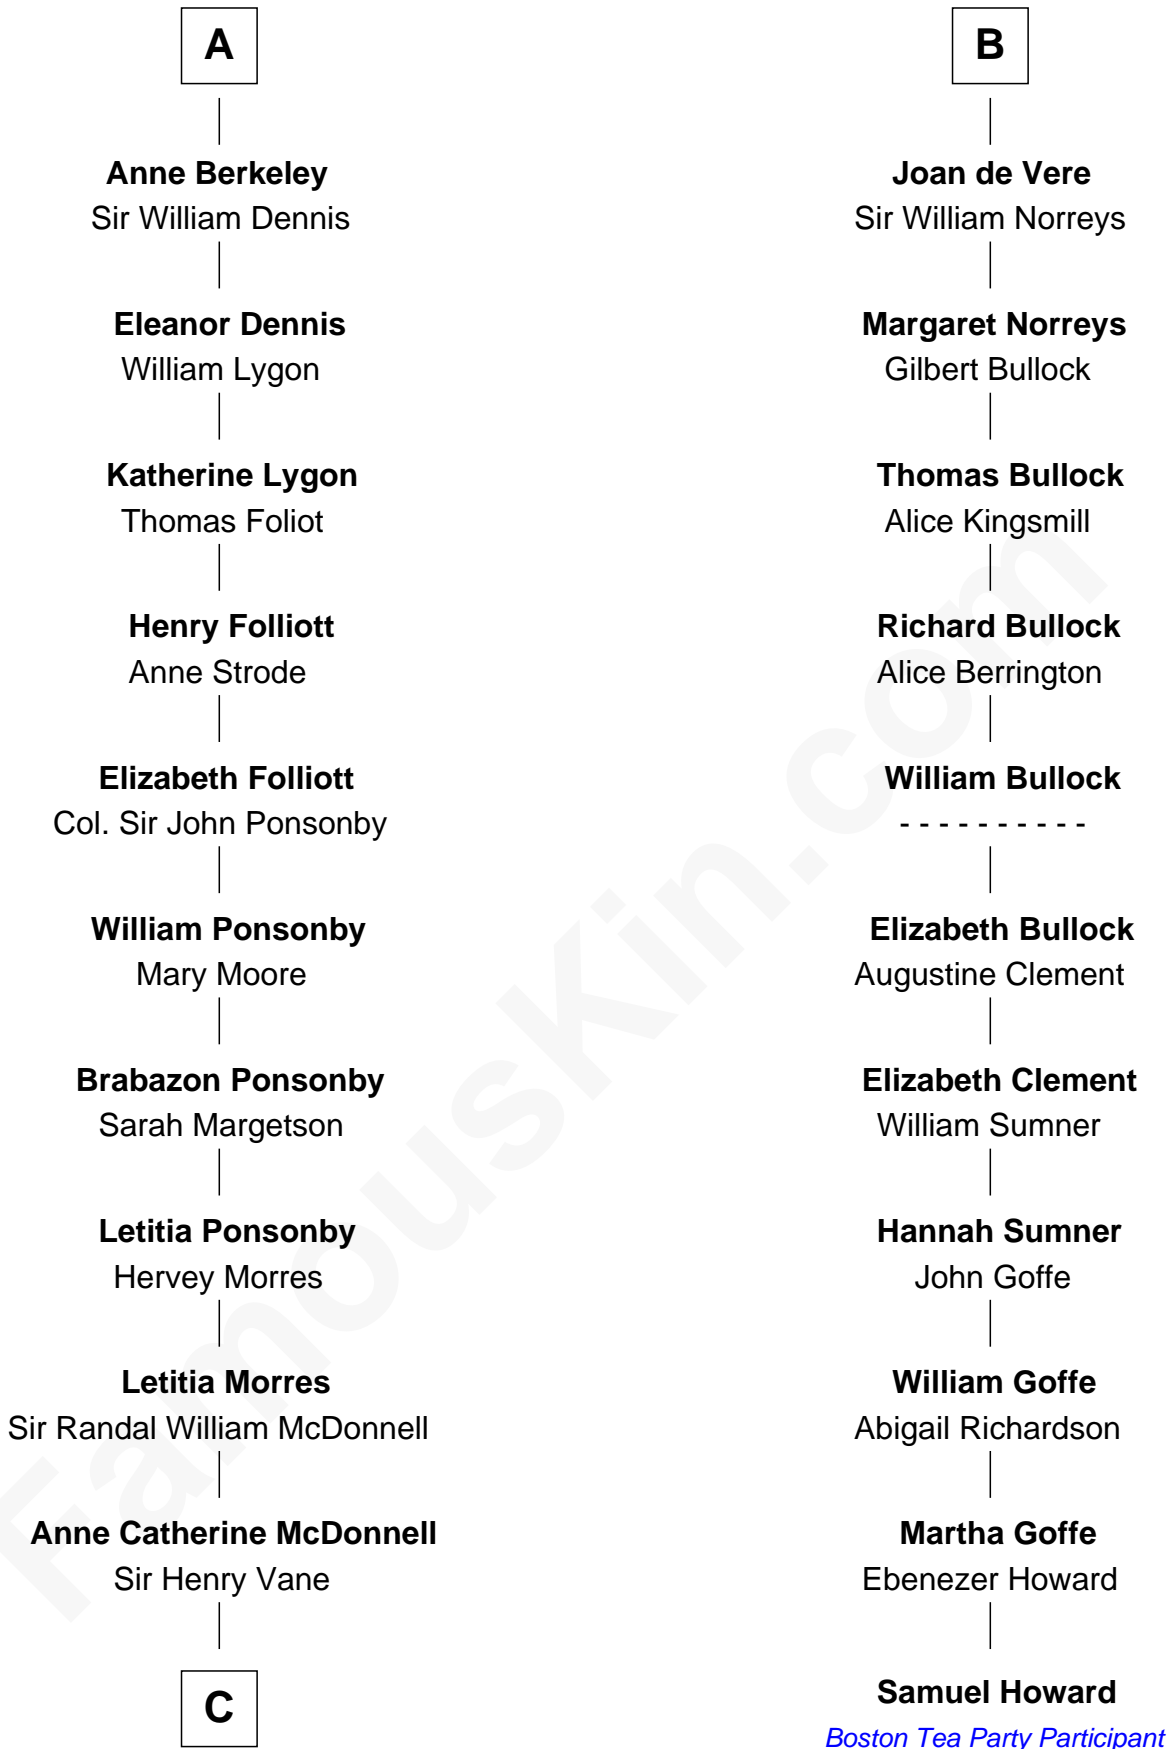 A
Anne Berkeley
Sir William Dennis
Eleanor Dennis
William Lygon
Katherine Lygon
Thomas Foliot
Henry Folliott
Anne Strode
Elizabeth Folliott
Col. Sir John Ponsonby
William Ponsonby
Mary Moore
Brabazon Ponsonby
Sarah Margetson
Letitia Ponsonby
Hervey Morres
Letitia Morres
Sir Randal William McDonnell
Anne Catherine McDonnell
Sir Henry Vane
C
B
Joan de Vere
Sir William Norreys
Margaret Norreys
Gilbert Bullock
Thomas Bullock
Alice Kingsmill
Richard Bullock
Alice Berrington
William Bullock
- - - - - - - - - -
Elizabeth Bullock
Augustine Clement
Elizabeth Clement
William Sumner
Hannah Sumner
John Goffe
William Goffe
Abigail Richardson
Martha Goffe
Ebenezer Howard
Samuel Howard
Boston Tea Party Participant
FamousKin.com